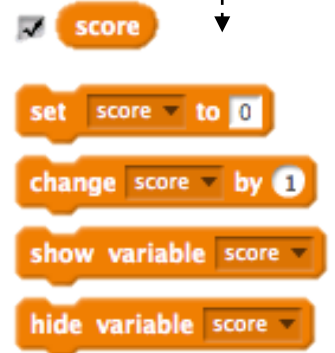 score
set score to 0
change score by 1
show variable score
hide variable score